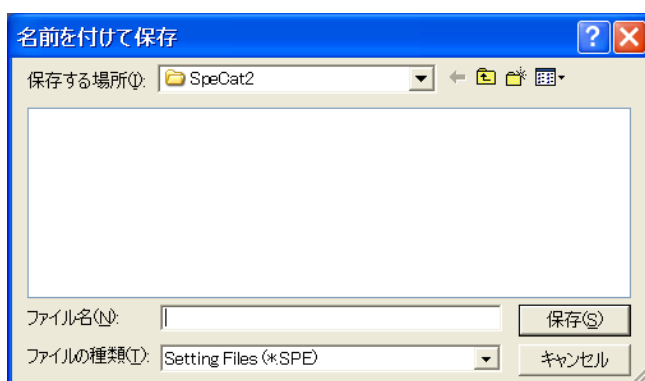 名前を付けて保存
保存する場所(I): SpeCat2
ファイル名(N): 保存(S)
ファイルの種類(T): Setting Files (*.SPE) キャンセル